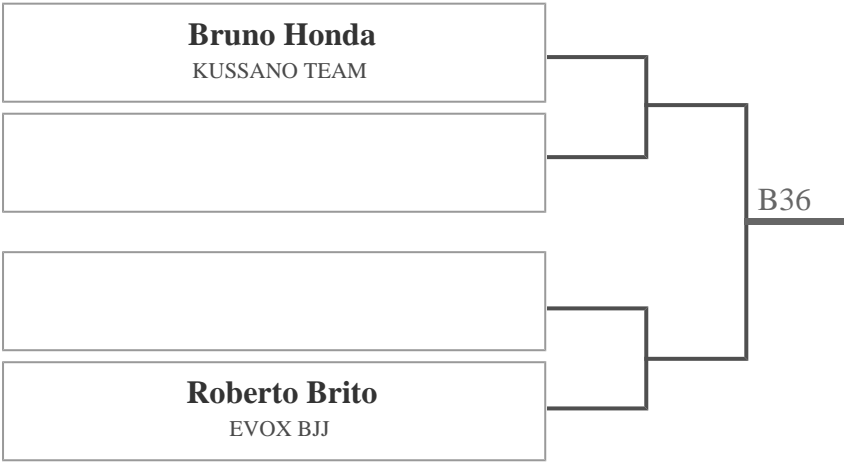 Bruno Honda
KUSSANO TEAM
B36
Roberto Brito
EVOX BJJ